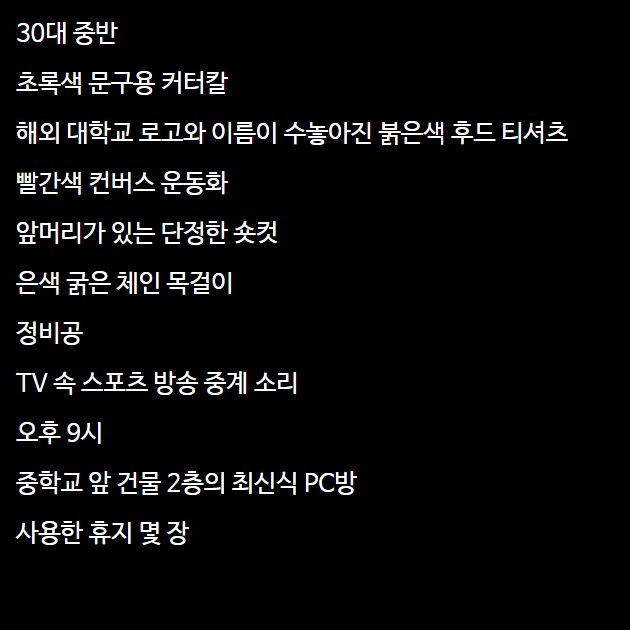 30대 중반
초록색 문구용 커터칼
해외 대학교 로고와 이름이 수놓아진 붉은색 후드 티셔츠
빨간색 컨버스 운동화
앞머리가 있는 단정한 숏컷
은색 굵은 체인 목걸이
정비공
TV 속 스포츠 방송 중계 소리
오후 9시
중학교 앞 건물 2층의 최신식 PC방
사용한 휴지 몇 장